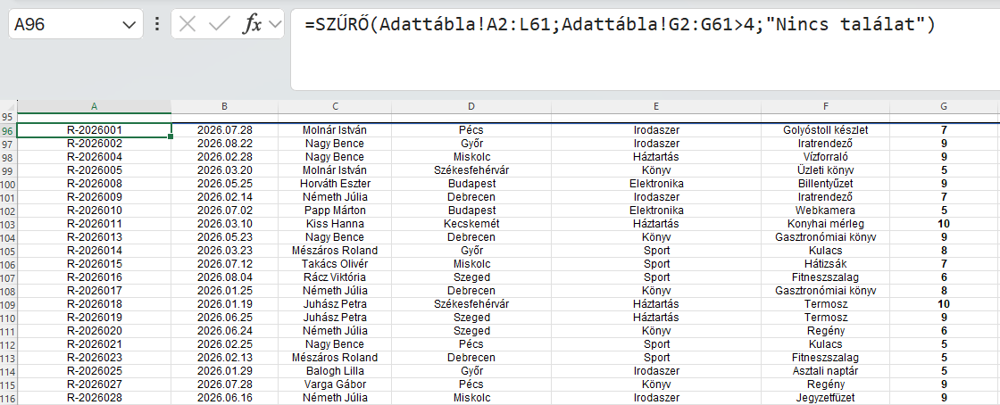 A96 fx =SZŰRŐ(Adattábla!A2:L61;Adattábla!G2:G61>4;"Nincs találat")
A B C D E F G
95
96 R-2026001 2026.07.28 Molnár István Pécs Irodaszer Golyóstoll készlet 7
97 R-2026002 2026.08.22 Nagy Bence Győr Irodaszer Iratrendező 9
98 R-2026004 2026.02.28 Nagy Bence Miskolc Háztartás Vízforraló 9
99 R-2026005 2026.03.20 Molnár István Székesfehérvár Könyv Üzleti könyv 5
100 R-2026008 2026.05.25 Horváth Eszter Budapest Elektronika Billentyűzet 9
101 R-2026009 2026.02.14 Németh Júlia Debrecen Irodaszer Iratrendező 7
102 R-2026010 2026.07.02 Papp Márton Budapest Elektronika Webkamera 5
103 R-2026011 2026.03.10 Kiss Hanna Kecskemét Háztartás Konyhai mérleg 10
104 R-2026013 2026.05.23 Nagy Bence Debrecen Könyv Gasztronómiai könyv 9
105 R-2026014 2026.03.23 Mészáros Roland Győr Sport Kulacs 8
106 R-2026015 2026.07.12 Takács Olivér Miskolc Sport Hátizsák 7
107 R-2026016 2026.08.04 Rácz Viktória Szeged Sport Fitneszszalag 6
108 R-2026017 2026.01.25 Németh Júlia Debrecen Könyv Gasztronómiai könyv 8
109 R-2026018 2026.01.19 Juhász Petra Székesfehérvár Háztartás Termosz 10
110 R-2026019 2026.06.25 Juhász Petra Szeged Háztartás Termosz 9
111 R-2026020 2026.06.24 Németh Júlia Szeged Könyv Regény 6
112 R-2026021 2026.02.25 Nagy Bence Pécs Sport Kulacs 5
113 R-2026023 2026.02.13 Mészáros Roland Debrecen Sport Fitneszszalag 5
114 R-2026025 2026.01.29 Balogh Lilla Győr Irodaszer Asztali naptár 5
115 R-2026027 2026.07.28 Varga Gábor Pécs Könyv Regény 9
116 R-2026028 2026.06.16 Németh Júlia Miskolc Irodaszer Jegyzetfüzet 9